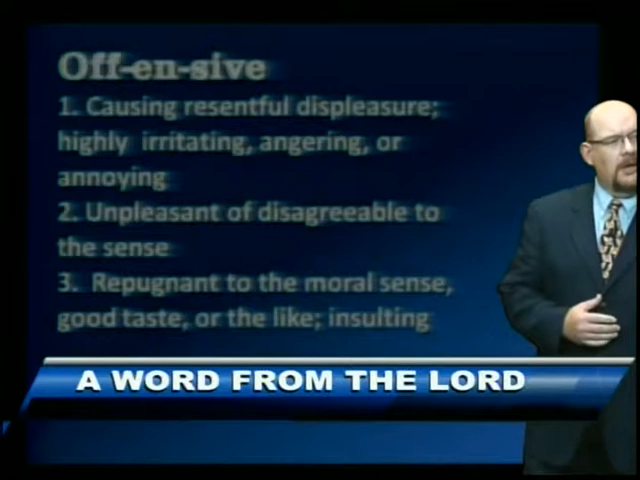 Off-en-sive
1. Causing resentful displeasure;
highly irritating, angering, or
annoying
2. Unpleasant of disagreeable to
the sense
3. Repugnant to the moral sense,
good taste, or the like; insulting
A WORD FROM THE LORD